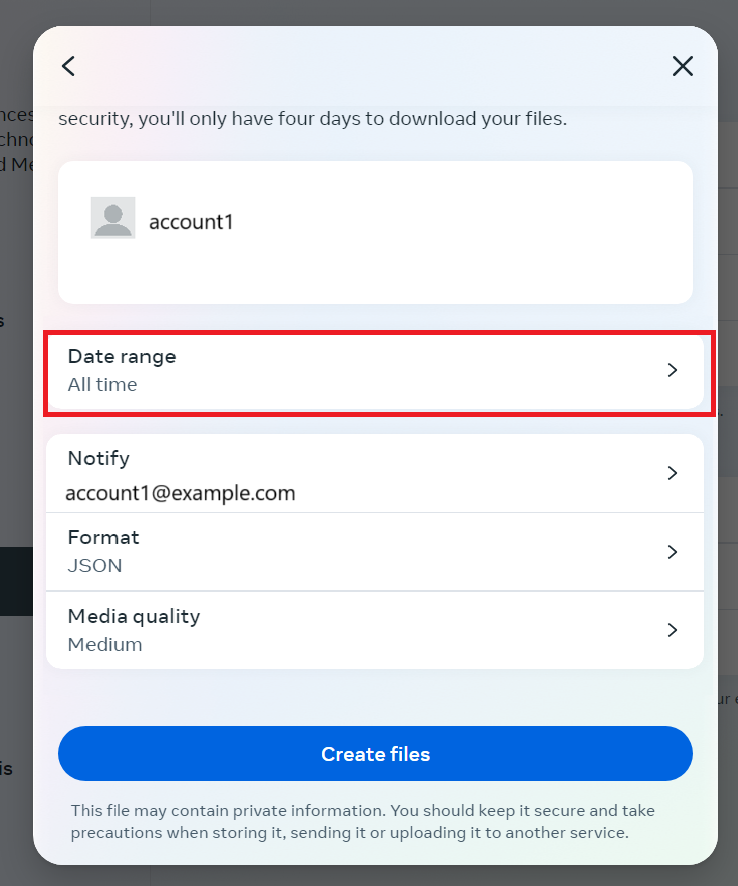 security, you'll only have four days to download your files.
account1
Date range
All time
Notify
account1@example.com
Format
JSON
Media quality
Medium
Create files
This file may contain private information. You should keep it secure and take
precautions when storing it, sending it or uploading it to another service.